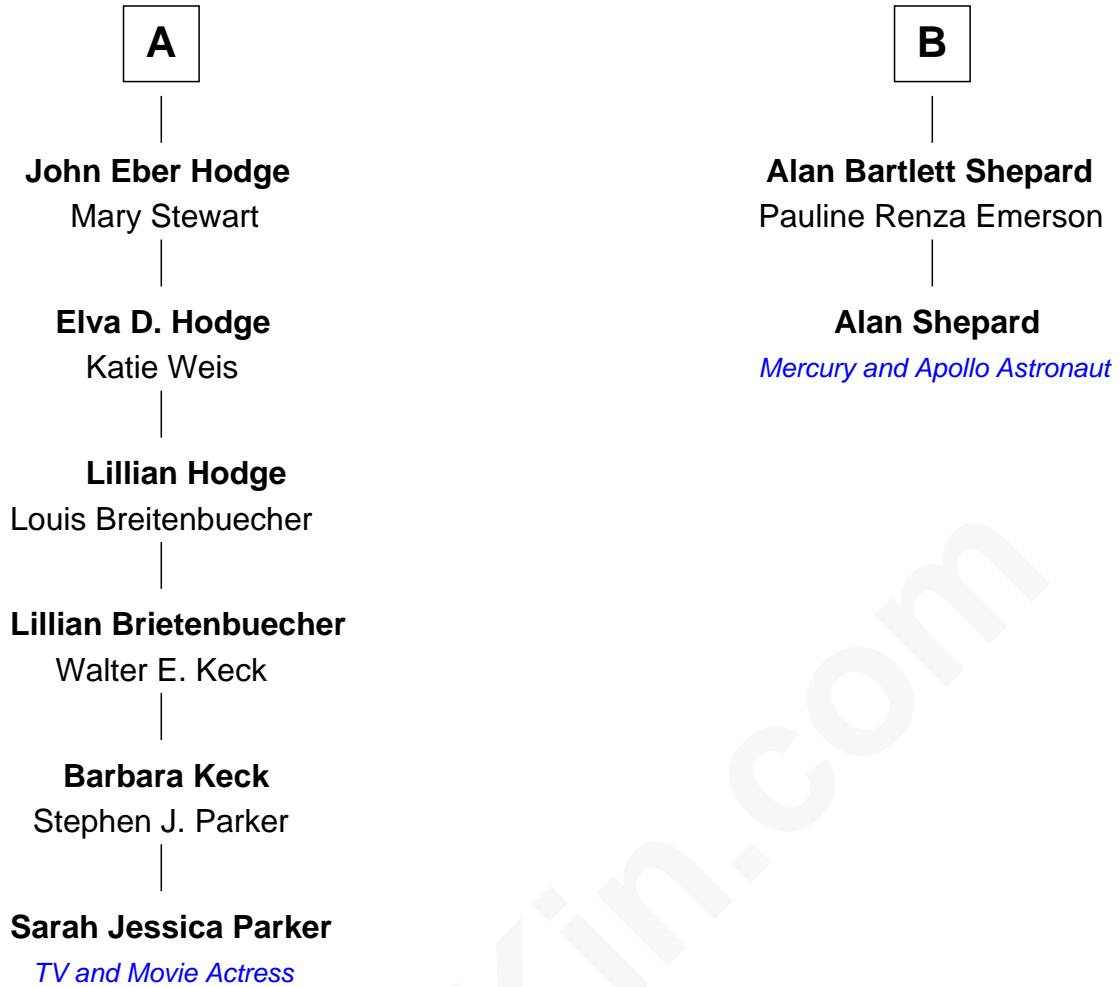 A
John Eber Hodge
Mary Stewart
Elva D. Hodge
Katie Weis
Lillian Hodge
Louis Breitenbuecher
Lillian Brietenbuecher
Walter E. Keck
Barbara Keck
Stephen J. Parker
Sarah Jessica Parker
TV and Movie Actress
B
Alan Bartlett Shepard
Pauline Renza Emerson
Alan Shepard
Mercury and Apollo Astronaut